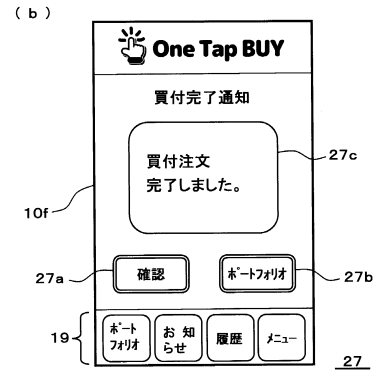 (b)
One Tap BUY
買付完了通知
買付注文
完了しました。
27c
10f
27a
確認
ポートフォリオ
27b
19
ポート
フォリオ
お知
らせ
履歴
メニュー
27